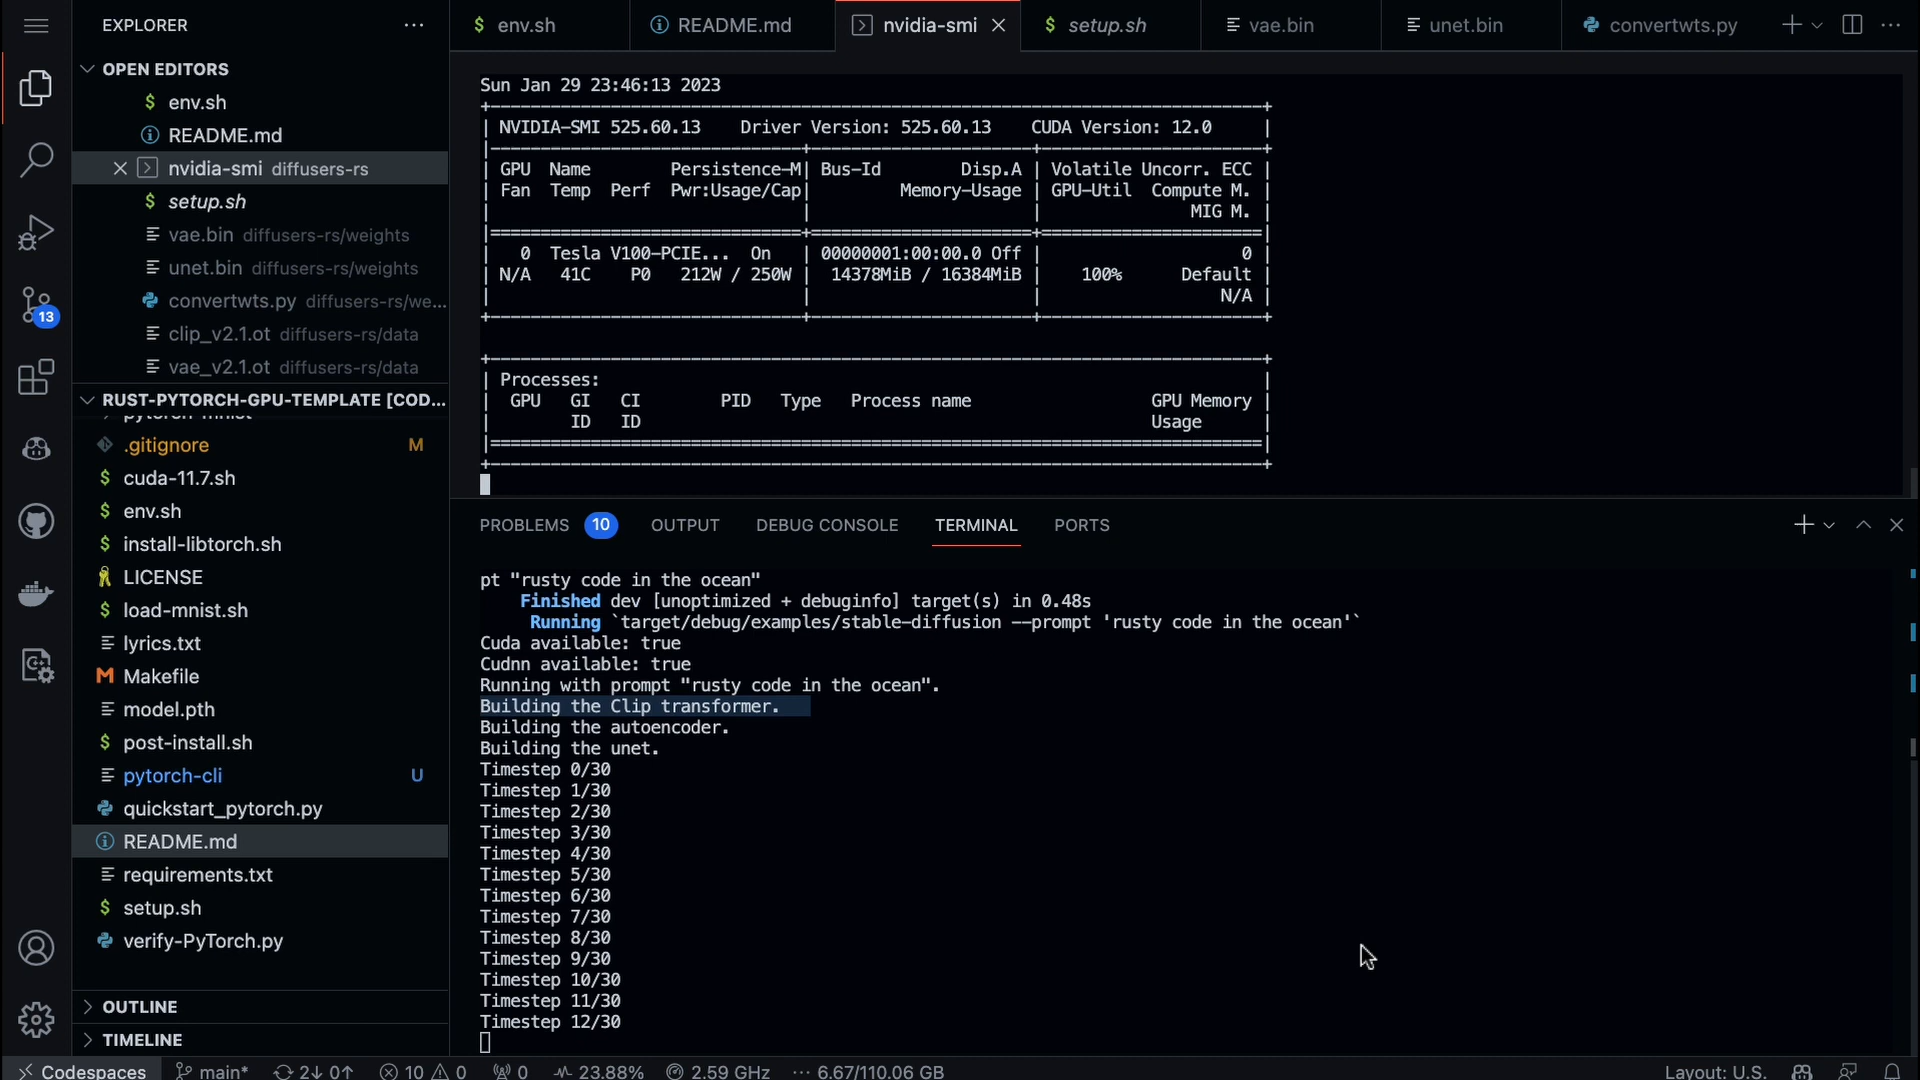 EXPLORER
OPEN EDITORS
$ env.sh
README.md
nvidia-smi diffusers-rs
$ setup.sh
vae.bin diffusers-rs/weights
unet.bin diffusers-rs/weights
convertwts.py diffusers-rs/we...
clip_v2.1.ot diffusers-rs/data
vae_v2.1.ot diffusers-rs/data
RUST-PYTORCH-GPU-TEMPLATE [COD...
pytorch-mnist
.gitignore M
$ cuda-11.7.sh
$ env.sh
$ install-libtorch.sh
LICENSE
$ load-mnist.sh
lyrics.txt
M Makefile
model.pth
$ post-install.sh
pytorch-cli U
quickstart_pytorch.py
README.md
requirements.txt
$ setup.sh
verify-PyTorch.py
OUTLINE
TIMELINE
13
$ env.sh README.md nvidia-smi $ setup.sh vae.bin unet.bin convertwts.py
Sun Jan 29 23:46:13 2023
NVIDIA-SMI 525.60.13 Driver Version: 525.60.13 CUDA Version: 12.0
GPU Name Persistence-M| Bus-Id Disp.A | Volatile Uncorr. ECC
Fan Temp Perf Pwr:Usage/Cap| Memory-Usage | GPU-Util Compute M.
MIG M.
0 Tesla V100-PCIE... On | 00000001:00:00.0 Off | 0
N/A 41C P0 212W / 250W | 14378MiB / 16384MiB | 100% Default
N/A
Processes:
GPU GI CI PID Type Process name GPU Memory
ID ID Usage
PROBLEMS 10 OUTPUT DEBUG CONSOLE TERMINAL PORTS
pt "rusty code in the ocean"
Finished dev [unoptimized + debuginfo] target(s) in 0.48s
Running `target/debug/examples/stable-diffusion --prompt 'rusty code in the ocean'`
Cuda available: true
Cudnn available: true
Running with prompt "rusty code in the ocean".
Building the Clip transformer.
Building the autoencoder.
Building the unet.
Timestep 0/30
Timestep 1/30
Timestep 2/30
Timestep 3/30
Timestep 4/30
Timestep 5/30
Timestep 6/30
Timestep 7/30
Timestep 8/30
Timestep 9/30
Timestep 10/30
Timestep 11/30
Timestep 12/30
Codespaces main* 2↓ 0↑ 10 0 0 23.88% 2.59 GHz ··· 6.67/110.06 GB Layout: U.S.